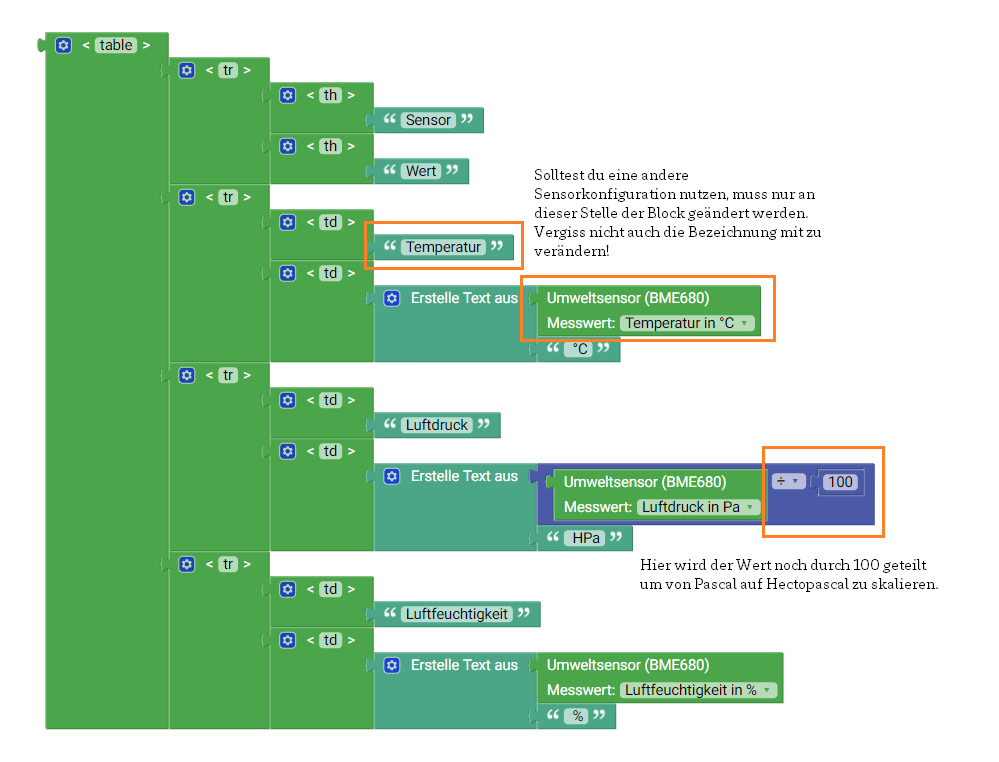 < table >
< tr >
< th >
“ Sensor ”
< th >
“ Wert ”
Solltest du eine andere
Sensorkonfiguration nutzen, muss nur an
dieser Stelle der Block geändert werden.
Vergiss nicht auch die Bezeichnung mit zu
verändern!
< tr >
< td >
“ Temperatur ”
< td >
Erstelle Text aus Umweltsensor (BME680)
Messwert: Temperatur in °C
“ °C ”
< tr >
< td >
“ Luftdruck ”
< td >
Erstelle Text aus Umweltsensor (BME680) ÷ 100
Messwert: Luftdruck in Pa
“ HPa ”
Hier wird der Wert noch durch 100 geteilt
um von Pascal auf Hectopascal zu skalieren.
< tr >
< td >
“ Luftfeuchtigkeit ”
< td >
Erstelle Text aus Umweltsensor (BME680)
Messwert: Luftfeuchtigkeit in %
“ % ”